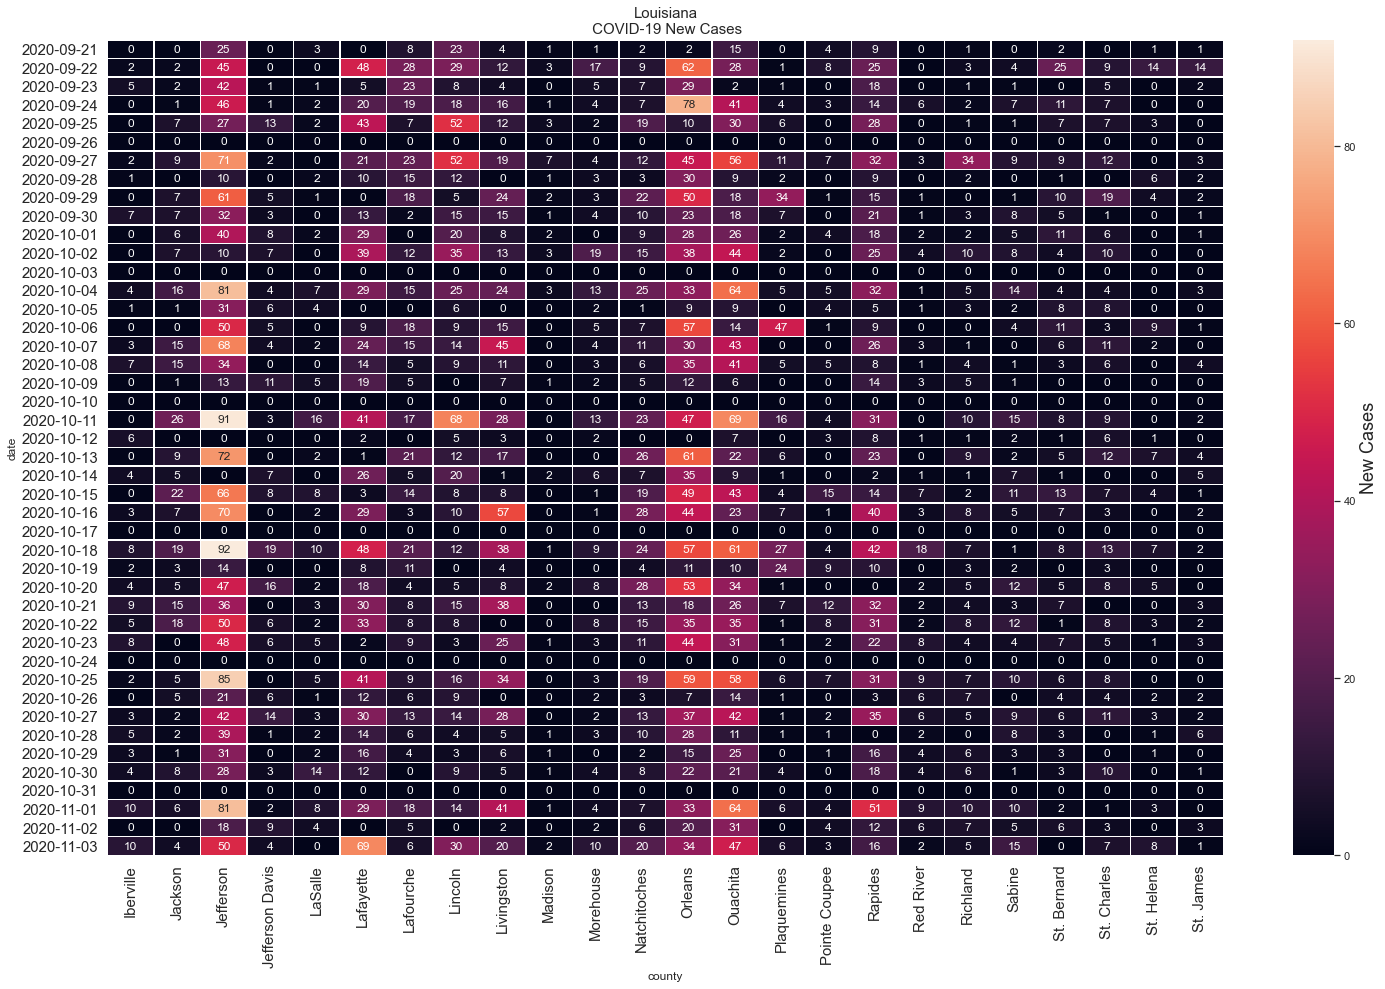 Louisiana
COVID-19 New Cases
2020-09-21 0 0 25 0 3 0 8 23 4 1 1 2 2 15 0 4 9 0 1 0 2 0 1 1
2020-09-22 2 2 45 0 0 48 28 29 12 3 17 9 62 28 1 8 25 0 3 4 25 9 14 14
2020-09-23 5 2 42 1 1 5 23 8 4 0 5 7 29 2 1 0 18 0 1 1 0 5 0 2
2020-09-24 0 1 46 1 2 20 19 18 16 1 4 7 78 41 4 3 14 6 2 7 11 7 0 0
2020-09-25 0 7 27 13 2 43 7 52 12 3 2 19 10 30 6 0 28 0 1 1 7 7 3 0
2020-09-26 0 0 0 0 0 0 0 0 0 0 0 0 0 0 0 0 0 0 0 0 0 0 0 0
2020-09-27 2 9 71 2 0 21 23 52 19 7 4 12 45 56 11 7 32 3 34 9 9 12 0 3
2020-09-28 1 0 10 0 2 10 15 12 0 1 3 3 30 9 2 0 9 0 2 0 1 0 6 2
2020-09-29 0 7 61 5 1 0 18 5 24 2 3 22 50 18 34 1 15 1 0 1 10 19 4 2
2020-09-30 7 7 32 3 0 13 2 15 15 1 4 10 23 18 7 0 21 1 3 8 5 1 0 1
2020-10-01 0 6 40 8 2 29 0 20 8 2 0 9 28 26 2 4 18 2 2 5 11 6 0 1
2020-10-02 0 7 10 7 0 39 12 35 13 3 19 15 38 44 2 0 25 4 10 8 4 10 0 0
2020-10-03 0 0 0 0 0 0 0 0 0 0 0 0 0 0 0 0 0 0 0 0 0 0 0 0
2020-10-04 4 16 81 4 7 29 15 25 24 3 13 25 33 64 5 5 32 1 5 14 4 4 0 3
2020-10-05 1 1 31 6 4 0 0 6 0 0 2 1 9 9 0 4 5 1 3 2 8 8 0 0
2020-10-06 0 0 50 5 0 9 18 9 15 0 5 7 57 14 47 1 9 0 0 4 11 3 9 1
2020-10-07 3 15 68 4 2 24 15 14 45 0 4 11 30 43 0 0 26 3 1 0 6 11 2 0
2020-10-08 7 15 34 0 0 14 5 9 11 0 3 6 35 41 5 5 8 1 4 1 3 6 0 4
2020-10-09 0 1 13 11 5 19 5 0 7 1 2 5 12 6 0 0 14 3 5 1 0 0 0 0
2020-10-10 0 0 0 0 0 0 0 0 0 0 0 0 0 0 0 0 0 0 0 0 0 0 0 0
2020-10-11 0 26 91 3 16 41 17 68 28 0 13 23 47 69 16 4 31 0 10 15 8 9 0 2
2020-10-12 6 0 0 0 0 2 0 5 3 0 2 0 0 7 0 3 8 1 1 2 1 6 1 0
2020-10-13 0 9 72 0 2 1 21 12 17 0 0 26 61 22 6 0 23 0 9 2 5 12 7 4
2020-10-14 4 5 0 7 0 26 5 20 1 2 6 7 35 9 1 0 2 1 1 7 1 0 0 5
2020-10-15 0 22 66 8 8 3 14 8 8 0 1 19 49 43 4 15 14 7 2 11 13 7 4 1
2020-10-16 3 7 70 0 2 29 3 10 57 0 1 28 44 23 7 1 40 3 8 5 7 3 0 2
2020-10-17 0 0 0 0 0 0 0 0 0 0 0 0 0 0 0 0 0 0 0 0 0 0 0 0
2020-10-18 8 19 92 19 10 48 21 12 38 1 9 24 57 61 27 4 42 18 7 1 8 13 7 2
2020-10-19 2 3 14 0 0 8 11 0 4 0 0 4 11 10 24 9 10 0 3 2 0 3 0 0
2020-10-20 4 5 47 16 2 18 4 5 8 2 8 28 53 34 1 0 0 2 5 12 5 8 5 0
2020-10-21 9 15 36 0 3 30 8 15 38 0 0 13 18 26 7 12 32 2 4 3 7 0 0 3
2020-10-22 5 18 50 6 2 33 8 8 0 0 8 15 35 35 1 8 31 2 8 12 1 8 3 2
2020-10-23 8 0 48 6 5 2 9 3 25 1 3 11 44 31 1 2 22 8 4 4 7 5 1 3
2020-10-24 0 0 0 0 0 0 0 0 0 0 0 0 0 0 0 0 0 0 0 0 0 0 0 0
2020-10-25 2 5 85 0 5 41 9 16 34 0 3 19 59 58 6 7 31 9 7 10 6 8 0 0
2020-10-26 0 5 21 6 1 12 6 9 0 0 2 3 7 14 1 0 3 6 7 0 4 4 2 2
2020-10-27 3 2 42 14 3 30 13 14 28 0 2 13 37 42 1 2 35 6 5 9 6 11 3 2
2020-10-28 5 2 39 1 2 14 6 4 5 1 3 10 28 11 1 1 0 2 0 8 3 0 1 6
2020-10-29 3 1 31 0 2 16 4 3 6 1 0 2 15 25 0 1 16 4 6 3 3 0 1 0
2020-10-30 4 8 28 3 14 12 0 9 5 1 4 8 22 21 4 0 18 4 6 1 3 10 0 1
2020-10-31 0 0 0 0 0 0 0 0 0 0 0 0 0 0 0 0 0 0 0 0 0 0 0 0
2020-11-01 10 6 81 2 8 29 18 14 41 1 4 7 33 64 6 4 51 9 10 10 2 1 3 0
2020-11-02 0 0 18 9 4 0 5 0 2 0 2 6 20 31 0 4 12 6 7 5 6 3 0 3
2020-11-03 10 4 50 4 0 69 6 30 20 2 10 20 34 47 6 3 16 2 5 15 0 7 8 1
date
Iberville
Jackson
Jefferson
Jefferson Davis
LaSalle
Lafayette
Lafourche
Lincoln
Livingston
Madison
Morehouse
Natchitoches
Orleans
Ouachita
Plaquemines
Pointe Coupee
Rapides
Red River
Richland
Sabine
St. Bernard
St. Charles
St. Helena
St. James
county
80
60
40
20
0
New Cases